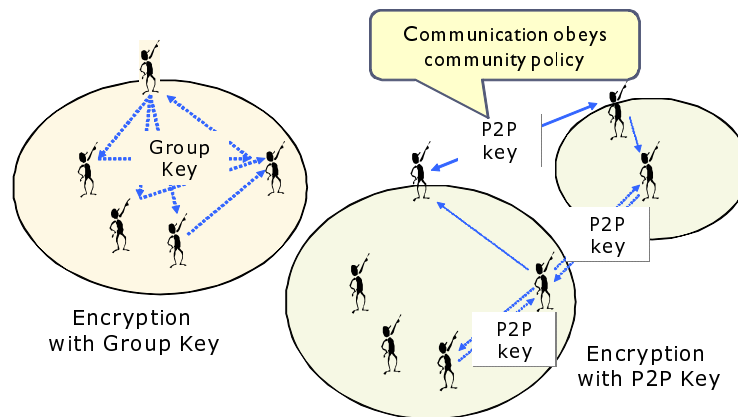 Communication obeys
community policy
Group
Key
P2P
key
P2P
key
P2P
key
Encryption
with Group Key
Encryption
with P2P Key